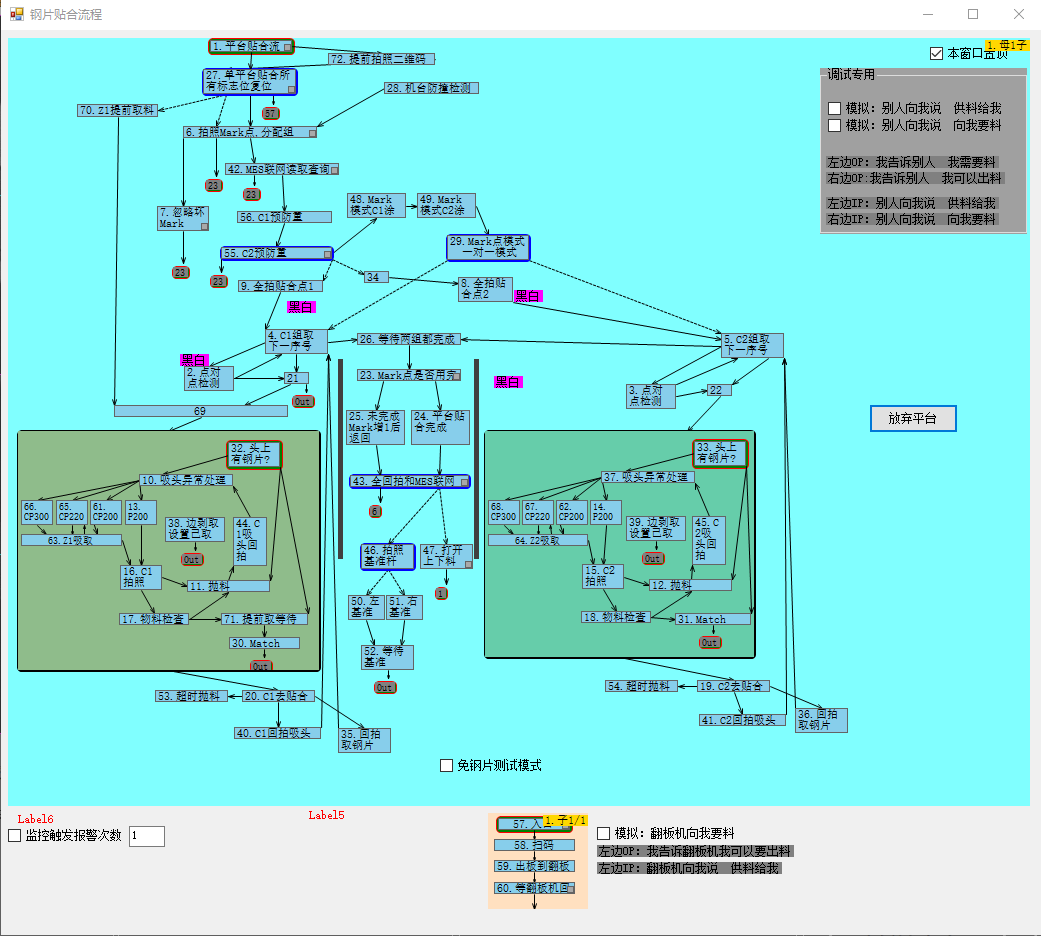 钢片贴合流程
1. 平台贴合流
72. 提前拍照二维码
27. 单平台贴合所
有标志位复位
28. 机台防撞检测
70. Z1提前取料
57
6. 拍照Mark点,分配组
42. MES联网读取查询
23
23
7. 忽略坏
Mark
48. Mark
模式C1涂
49. Mark
模式C2涂
56. C1预防重
55. C2预防重
29. Mark点模式
一对一模式
23
23
34
9. 全拍贴合点1
8. 全拍贴
合点2
黑白
黑白
4. C1组取
下一序号
26. 等待两组都完成
5. C2组取
下一序号
黑白
2. 点对
点检测
21
23. Mark点是否用完
黑白
3. 点对
点检测
22
Out
69
25. 未完成
Mark增1后
返回
24. 平台贴
合完成
32. 头上
有钢片?
33. 头上
有钢片?
10. 吸头异常处理
43. 全回拍和MES联网
37. 吸头异常处理
66.
CP300
65.
CP220
61.
CP200
13.
P200
68.
CP300
67.
CP220
62.
CP200
14.
P200
6
38. 边剥取
设置已取
44. C
1吸
头回
拍
39. 边剥取
设置已取
45. C
2吸
头回
拍
63. Z1吸取
64. Z2吸取
46. 拍照
基准杆
47. 打开
上下料
Out
Out
16. C1
拍照
15. C2
拍照
11. 抛料
12. 抛料
1
50. 左
基准
51. 右
基准
17. 物料检查
71. 提前取等待
18. 物料检查
31. Match
30. Match
Out
52. 等待
基准
Out
Out
53. 超时抛料
20. C1去贴合
54. 超时抛料
19. C2去贴合
40. C1回拍吸头
35. 回拍
取钢片
41. C2回拍吸头
36. 回拍
取钢片
免钢片测试模式
1. 母1子
本窗口置顶
调试专用
模拟：别人向我说 供料给我
模拟：别人向我说 向我要料
左边OP：我告诉别人 我需要料
右边OP:我告诉别人 我可以出料
左边IP：别人向我说 供料给我
右边IP：别人向我说 向我要料
放弃平台
Label6
Label5
监控触发报警次数 1
57. 入口
1. 子1/1
58. 扫码
59. 出板到翻板
60. 等翻板机回
模拟：翻板机向我要料
左边OP：我告诉翻板机我可以要出料
左边IP：翻板机向我说 供料给我